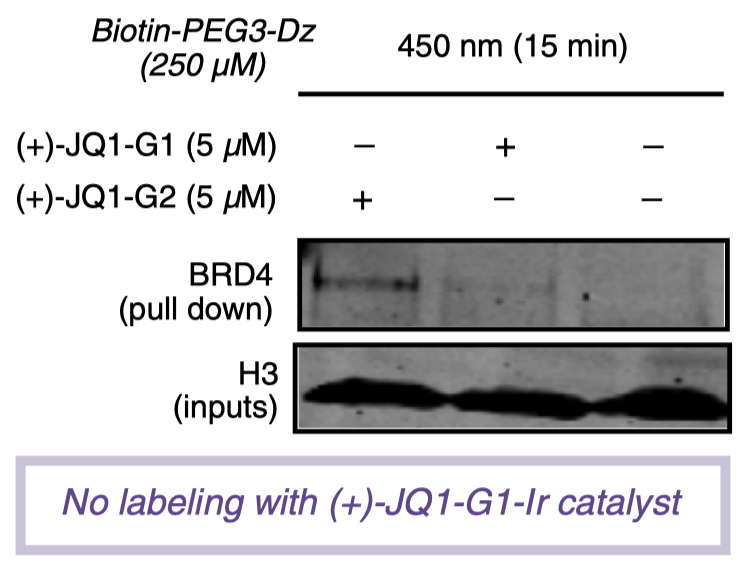 Biotin-PEG3-Dz
(250 µM)
450 nm (15 min)
(+)-JQ1-G1 (5 µM) – + –
(+)-JQ1-G2 (5 µM) + – –
BRD4
(pull down)
H3
(inputs)
No labeling with (+)-JQ1-G1-Ir catalyst